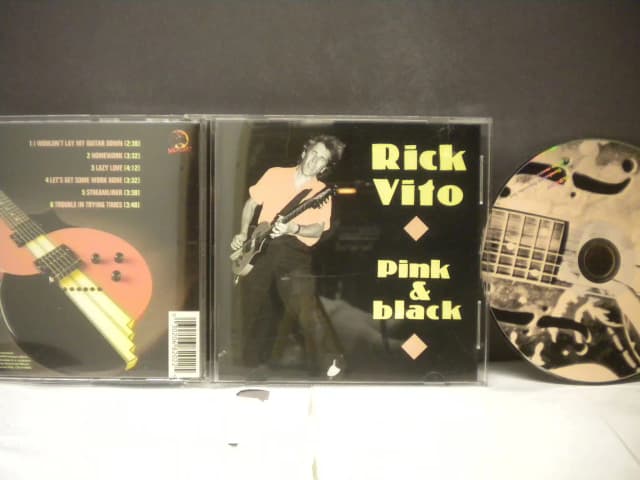 1 I WOULDN'T LAY MY GUITAR DOWN (2:38)
2 HOMEWORK (3:32)
3 LAZY LOVE (4:12)
4 LET'S GET SOME WORK DONE (3:32)
5 STREAMLINER (3:38)
6 TROUBLE IN TRYING TIMES (3:40)
Rick
Vito
pink
&
black